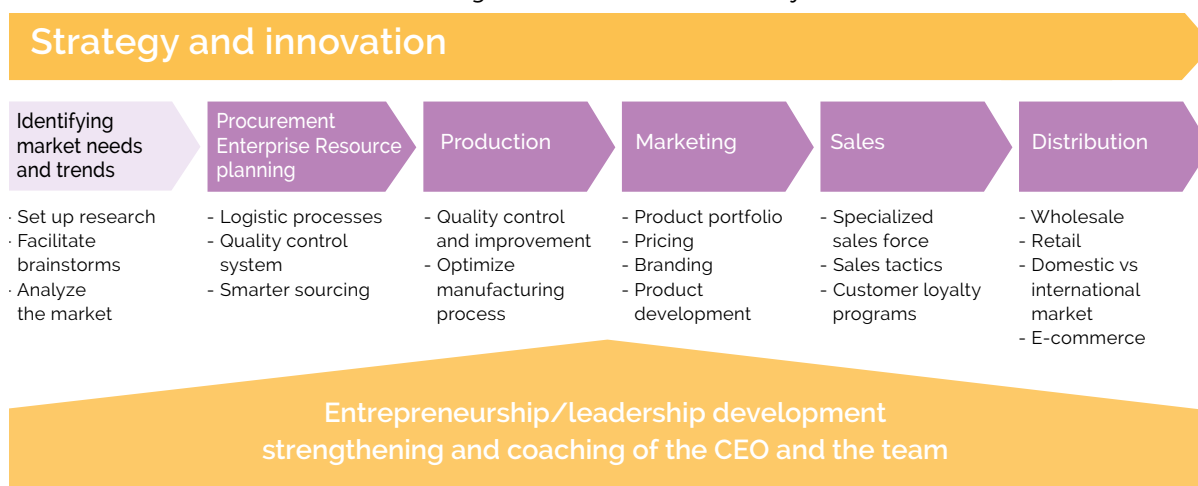 Strategy and innovation
Identifying
market needs
and trends
· Set up research
· Facilitate
brainstorms
· Analyze
the market
Procurement
Enterprise Resource
planning
- Logistic processes
- Quality control
system
- Smarter sourcing
Production
- Quality control
and improvement
- Optimize
manufacturing
process
Marketing
- Product portfolio
- Pricing
- Branding
- Product
development
Sales
- Specialized
sales force
- Sales tactics
- Customer loyalty
programs
Distribution
- Wholesale
- Retail
- Domestic vs
international
market
- E-commerce
Entrepreneurship/leadership development
strengthening and coaching of the CEO and the team